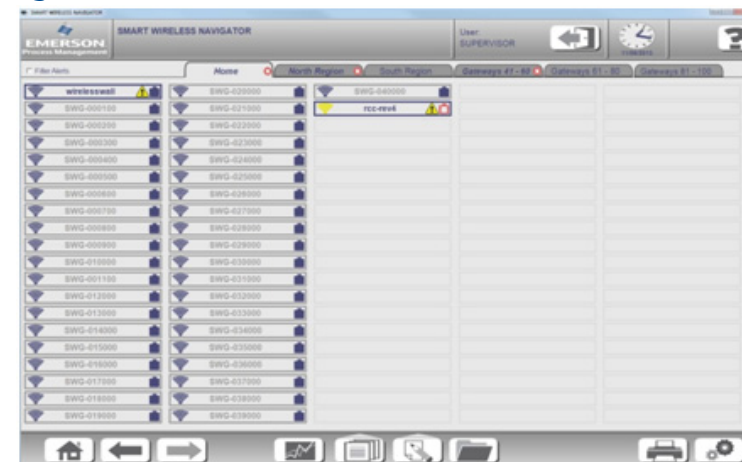 SMART WIRELESS NAVIGATOR
EMERSON
Process Management
SMART WIRELESS NAVIGATOR
User:
SUPERVISOR
Filter Alerts
Home
North Region
South Region
Gateways 41 - 60
Gateways 61 - 80
Gateways 81 - 100
wirelesswall SWG-020000 SWG-040000
SWG-000100 SWG-021000 rcc-rev4
SWG-000200 SWG-022000
SWG-000300 SWG-023000
SWG-000400 SWG-024000
SWG-000500 SWG-025000
SWG-000600 SWG-026000
SWG-000700 SWG-027000
SWG-000800 SWG-028000
SWG-000900 SWG-029000
SWG-010000 SWG-030000
SWG-001100 SWG-031000
SWG-012000 SWG-032000
SWG-013000 SWG-033000
SWG-014000 SWG-034000
SWG-015000 SWG-035000
SWG-016000 SWG-036000
SWG-017000 SWG-037000
SWG-018000 SWG-038000
SWG-019000 SWG-039000